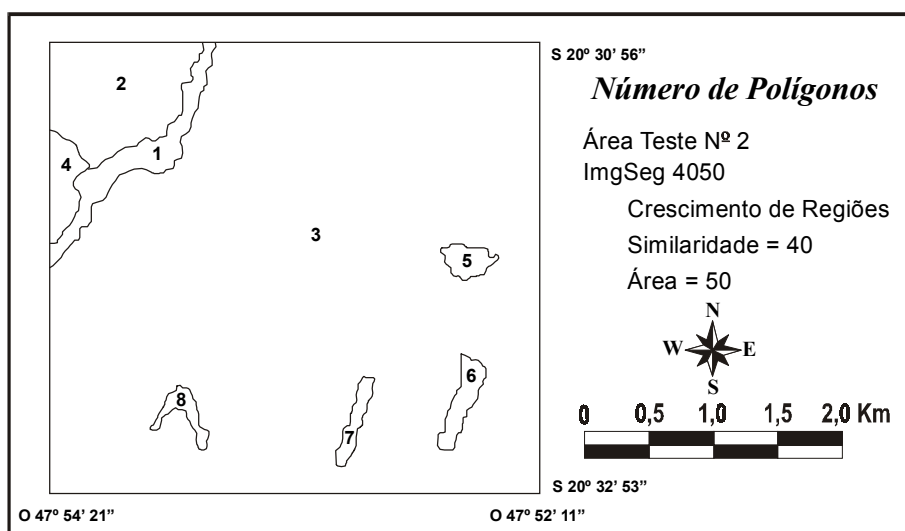 S 20º 30' 56”
Número de Polígonos
Área Teste Nº 2
ImgSeg 4050
Crescimento de Regiões
Similaridade = 40
Área = 50
2
1
4
3
5
6
8
7
N
W E
S
0 0,5 1,0 1,5 2,0 Km
S 20º 32' 53”
O 47º 54' 21” O 47º 52' 11”